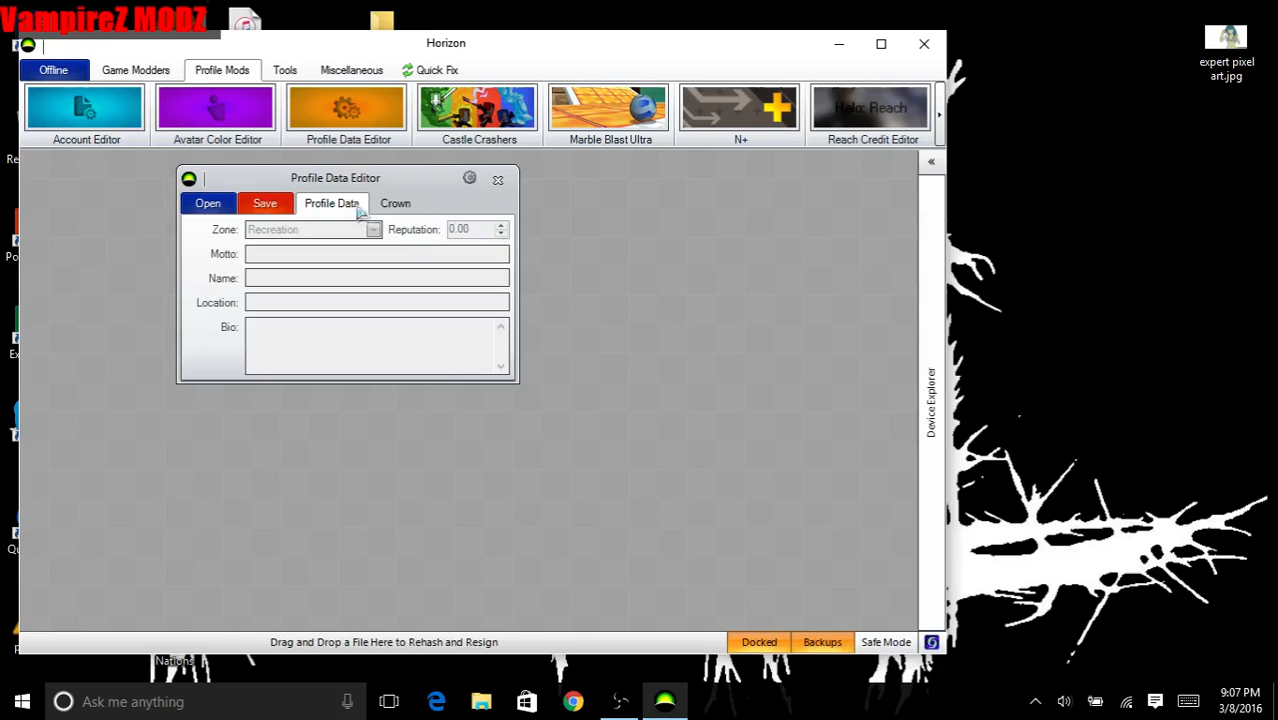 VampireZ MODZ
Horizon
Offline Game Modders Profile Mods Tools Miscellaneous Quick Fix
Halo: Reach
Account Editor Avatar Color Editor Profile Data Editor Castle Crashers Marble Blast Ultra N+ Reach Credit Editor
expert pixel
art.jpg
Profile Data Editor
Open Save Profile Data Crown
Zone: Recreation Reputation: 0.00
Motto:
Name:
Location:
Bio:
Device Explorer
Drag and Drop a File Here to Rehash and Resign Docked Backups Safe Mode
Nations
Ask me anything
9:07 PM
3/8/2016